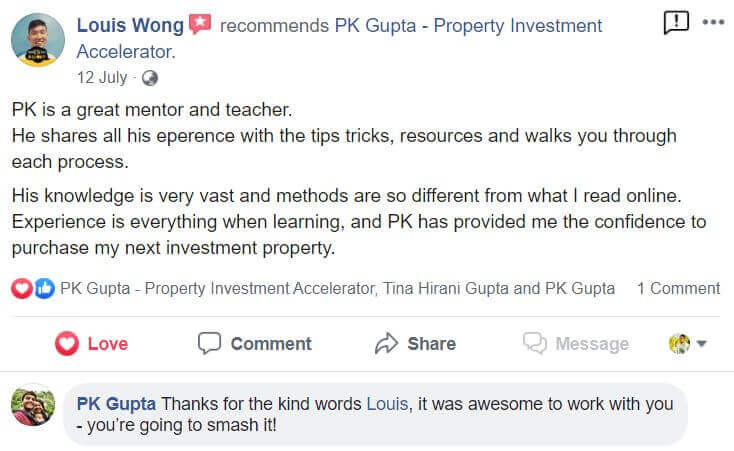 Louis Wong recommends PK Gupta - Property Investment
Accelerator.
12 July ·
PK is a great mentor and teacher.
He shares all his eperence with the tips tricks, resources and walks you through
each process.
His knowledge is very vast and methods are so different from what I read online.
Experience is everything when learning, and PK has provided me the confidence to
purchase my next investment property.
PK Gupta - Property Investment Accelerator, Tina Hirani Gupta and PK Gupta 1 Comment
Love Comment Share Message
PK Gupta Thanks for the kind words Louis, it was awesome to work with you
- you’re going to smash it!